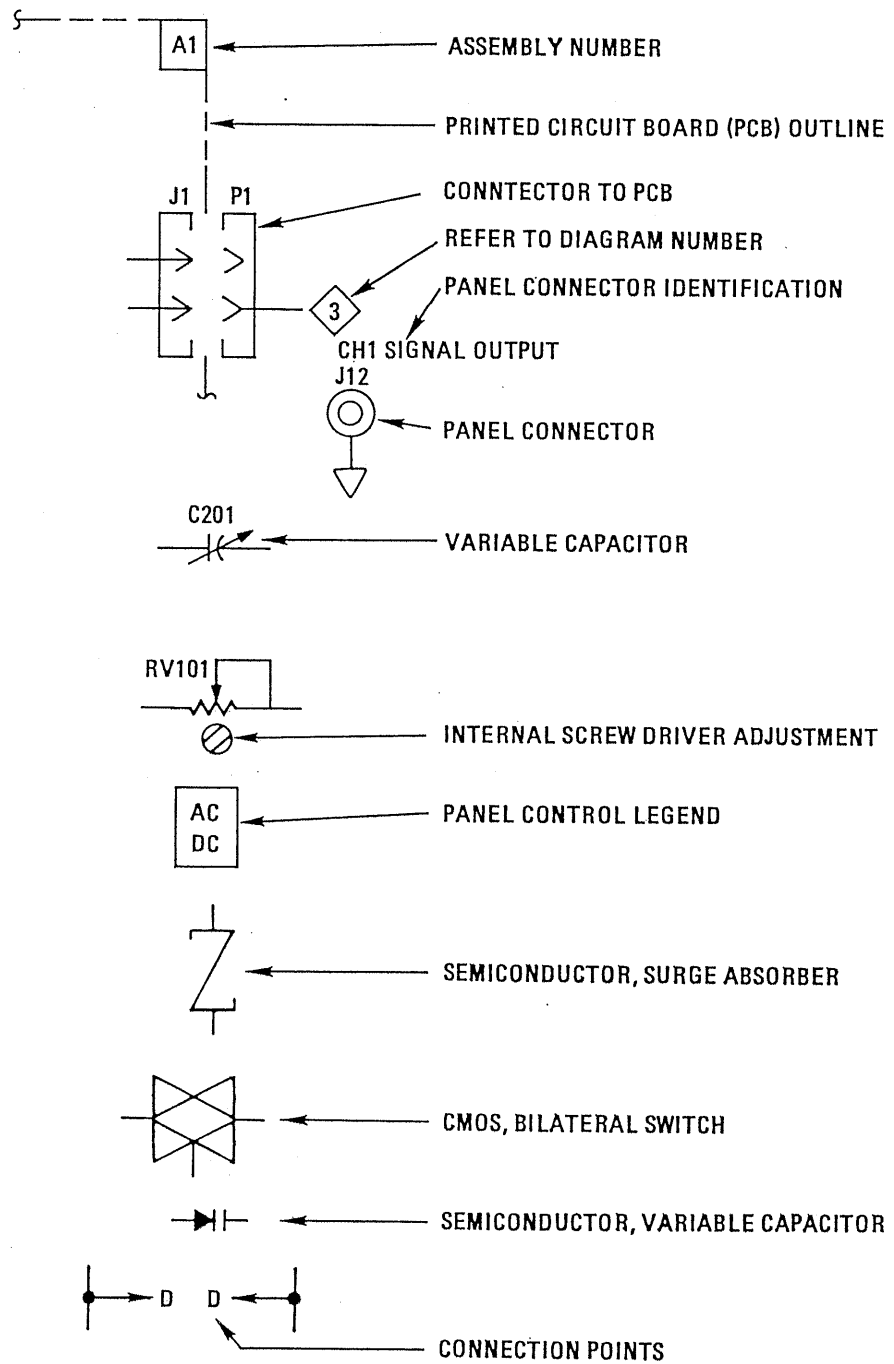 A1
ASSEMBLY NUMBER
PRINTED CIRCUIT BOARD (PCB) OUTLINE
J1 P1
CONNTECTOR TO PCB
REFER TO DIAGRAM NUMBER
PANEL CONNECTOR IDENTIFICATION
3
CH1 SIGNAL OUTPUT
J12
PANEL CONNECTOR
C201
VARIABLE CAPACITOR
RV101
INTERNAL SCREW DRIVER ADJUSTMENT
AC
DC
PANEL CONTROL LEGEND
SEMICONDUCTOR, SURGE ABSORBER
CMOS, BILATERAL SWITCH
SEMICONDUCTOR, VARIABLE CAPACITOR
D D
CONNECTION POINTS